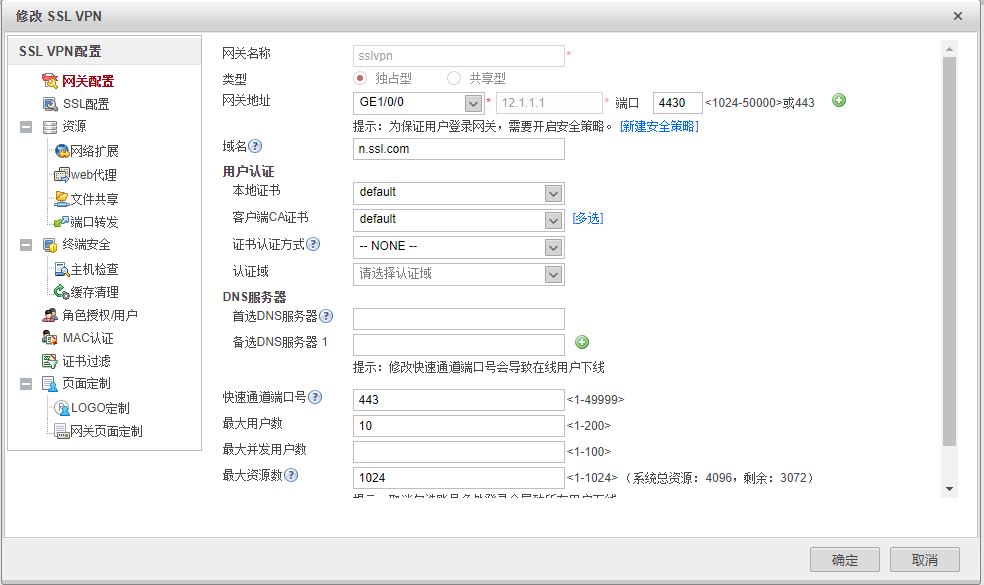 修改 SSL VPN
SSL VPN配置
网关配置
SSL配置
资源
网络扩展
web代理
文件共享
端口转发
终端安全
主机检查
缓存清理
角色授权/用户
MAC认证
证书过滤
页面定制
LOGO定制
网关页面定制
网关名称 sslvpn *
类型 独占型 共享型
网关地址 GE1/0/0 * 12.1.1.1 * 端口 4430 <1024-50000>或443
提示：为保证用户登录网关，需要开启安全策略。 [新建安全策略]
域名 n.ssl.com
用户认证
本地证书 default
客户端CA证书 default [多选]
证书认证方式 -- NONE --
认证域 请选择认证域
DNS服务器
首选DNS服务器
备选DNS服务器 1
提示：修改快速通道端口号会导致在线用户下线
快速通道端口号 443 <1-49999>
最大用户数 10 <1-200>
最大并发用户数 <1-100>
最大资源数 1024 <1-1024>（系统总资源：4096，剩余：3072）
确定 取消